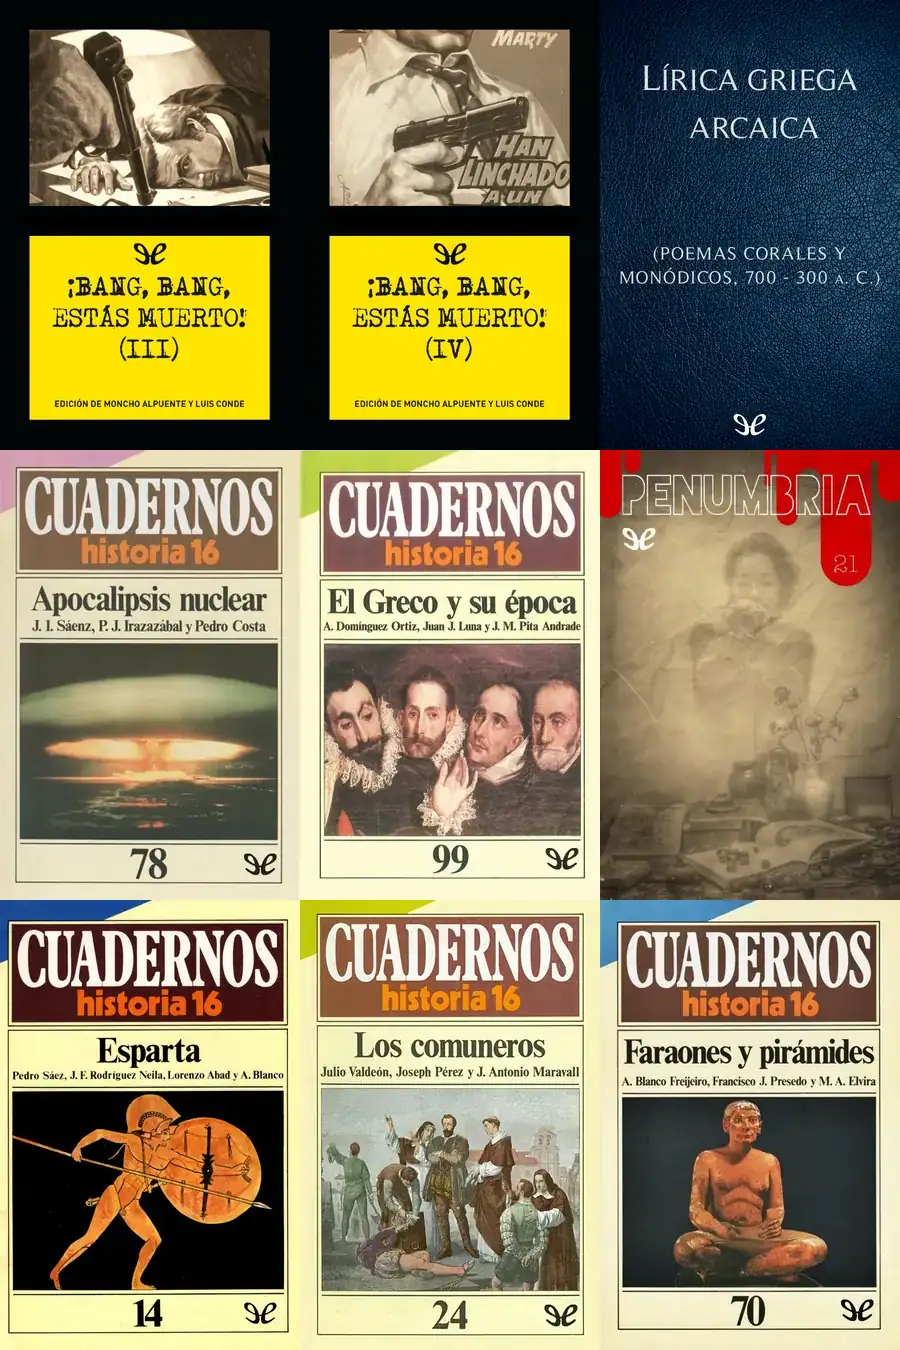 ¡BANG, BANG,
ESTÁS MUERTO!
(III)
EDICIÓN DE MONCHO ALPUENTE Y LUIS CONDE
MARTY
HAN
LINCHADO
A UN
¡BANG, BANG,
ESTÁS MUERTO!
(IV)
EDICIÓN DE MONCHO ALPUENTE Y LUIS CONDE
LÍRICA GRIEGA
ARCAICA
(POEMAS CORALES Y
MONÓDICOS, 700 - 300 A. C.)
CUADERNOS
historia 16
Apocalipsis nuclear
J. I. Sáenz, P. J. Irazazábal y Pedro Costa
78
CUADERNOS
historia 16
El Greco y su época
A. Domínguez Ortiz, Juan J. Luna y J. M. Pita Andrade
99
PENUMBRIA
21
CUADERNOS
historia 16
Esparta
Pedro Sáez, J. F. Rodríguez Neila, Lorenzo Abad y A. Blanco
14
CUADERNOS
historia 16
Los comuneros
Julio Valdeón, Joseph Pérez y J. Antonio Maravall
24
CUADERNOS
historia 16
Faraones y pirámides
A. Blanco Freijeiro, Francisco J. Presedo y M. A. Elvira
70